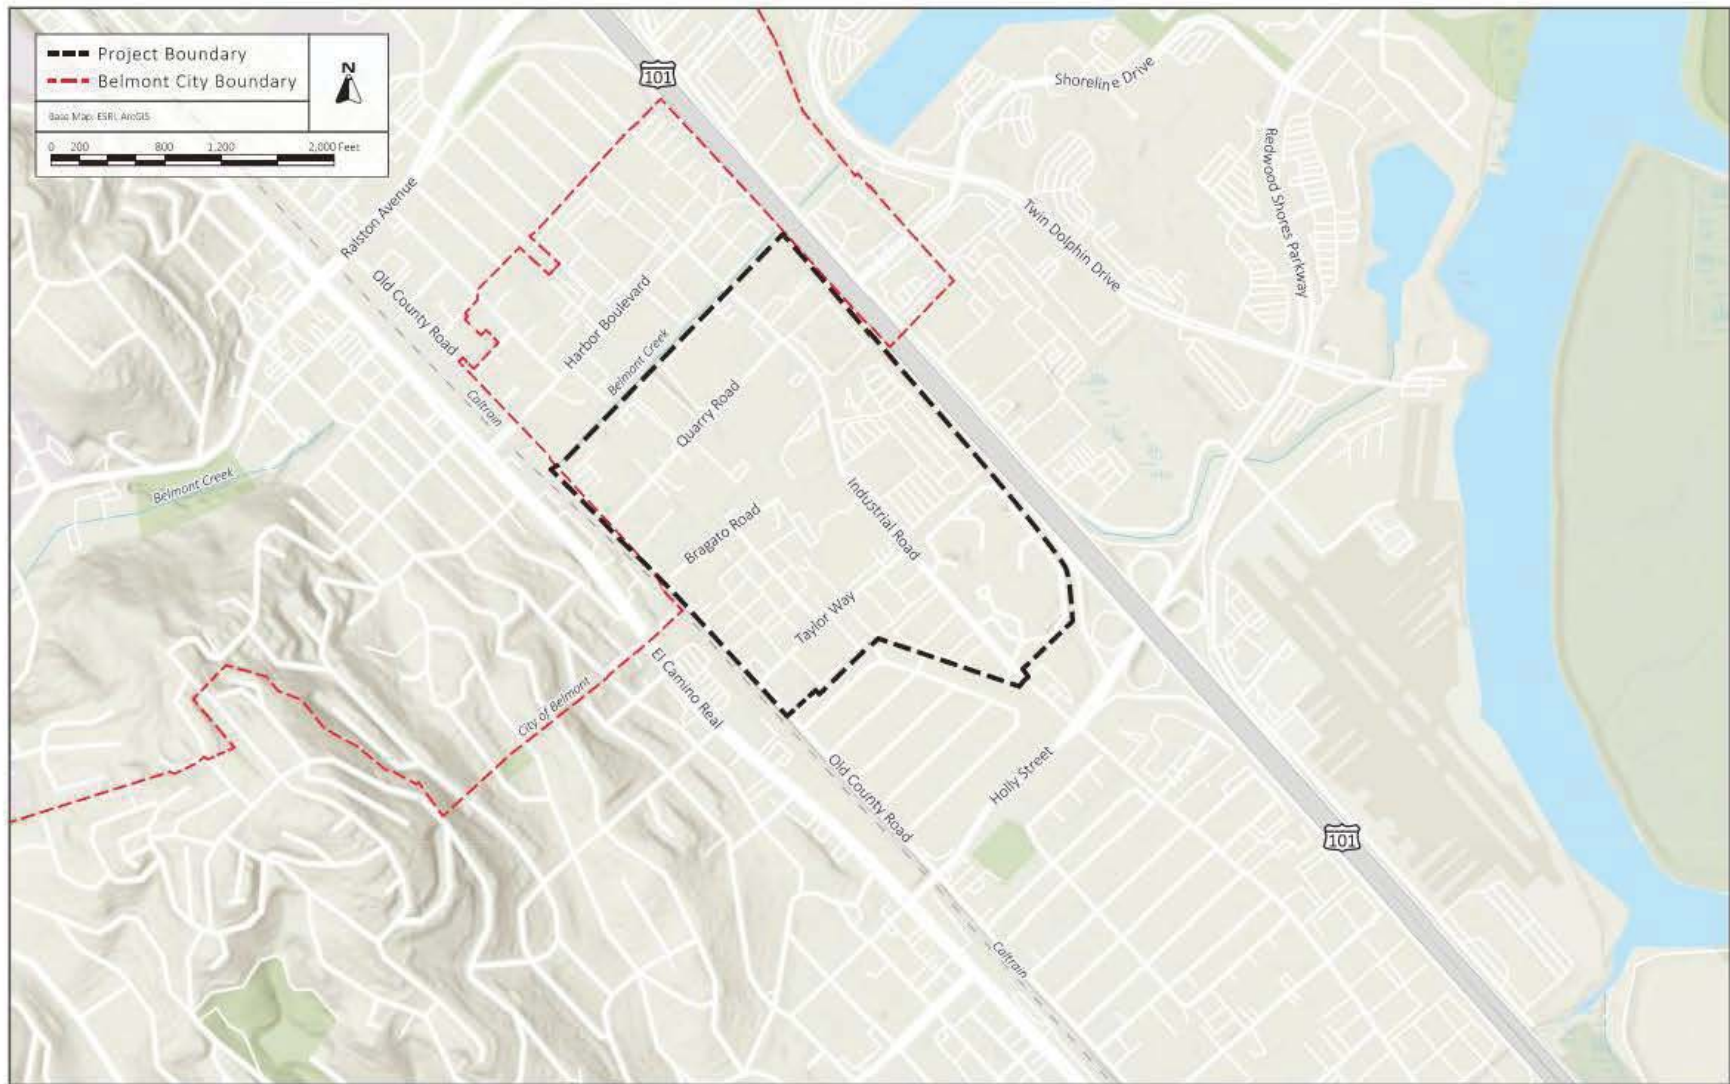 Project Boundary
Belmont City Boundary
N
Base Map: ESRI, ArcGIS
0 200 800 1,200 2,000 Feet
101
Shoreline Drive
Redwood Shores Parkway
Twin Dolphin Drive
Ralston Avenue
Old County Road
Harbor Boulevard
Belmont Creek
Caltrain
Quarry Road
Belmont Creek
Industrial Road
Bragato Road
Taylor Way
El Camino Real
City of Belmont
Old County Road
Holly Street
101
Caltrain